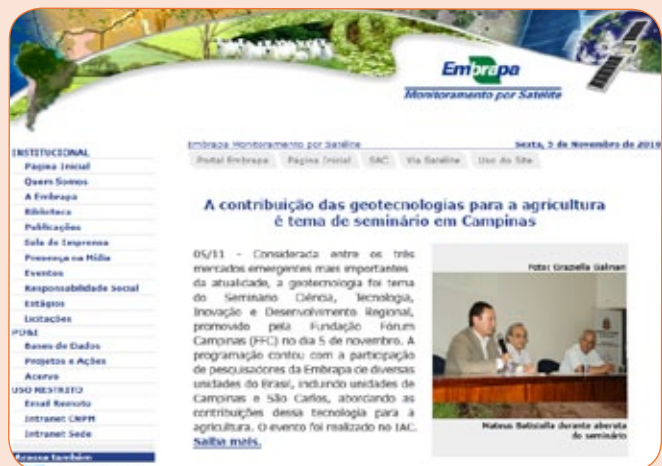 Embrapa
Monitoramento por Satélite
Embrapa Monitoramento por Satélite
Sexta, 5 de Novembro de 2010
Portal Embrapa
Pagina Inicial
SAC
Via Satélite
Uso do Site
INSTITUCIONAL
Pagina Inicial
Quem Somos
A Embrapa
Biblioteca
Publicações
Sala de Imprensa
Presença na Mídia
Eventos
Responsabilidade Social
Estágios
Licitações
PD&I
Bases de Dados
Projetos e Ações
Acervo
USO RESTRITO
Email Remoto
Intranet CNPM
Intranet Sede
Acesse também
A contribuição das geotecnologias para a agricultura
é tema de seminário em Campinas
05/11 - Considerada entre os três
mercados emergentes mais importantes
da atualidade, a geotecnologia foi tema
do Seminário Ciência, Tecnologia,
Inovação e Desenvolvimento Regional,
promovido pela Fundação Fórum
Campinas (FFC) no dia 5 de novembro. A
programação contou com a participação
de pesquisadores da Embrapa de diversas
unidades do Brasil, incluindo unidades de
Campinas e São Carlos, abordando as
contribuições dessa tecnologia para a
agricultura. O evento foi realizado no IAC.
Saiba mais.
Foto: Graziella Galinari
Mateus Batistella durante abertura
do seminário